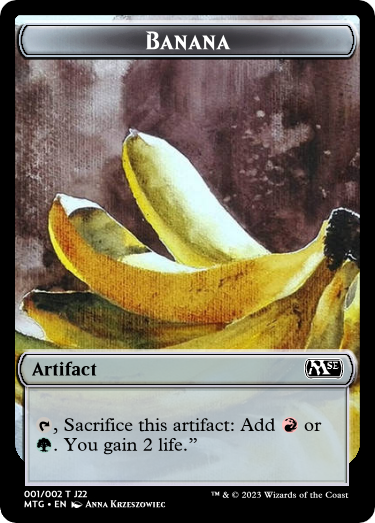 BANANA
Artifact
MSE
, Sacrifice this artifact: Add or
. You gain 2 life.”
001/002 T J22
MTG • EN ANNA KRZESZOWIEC
™ & © 2023 Wizards of the Coast